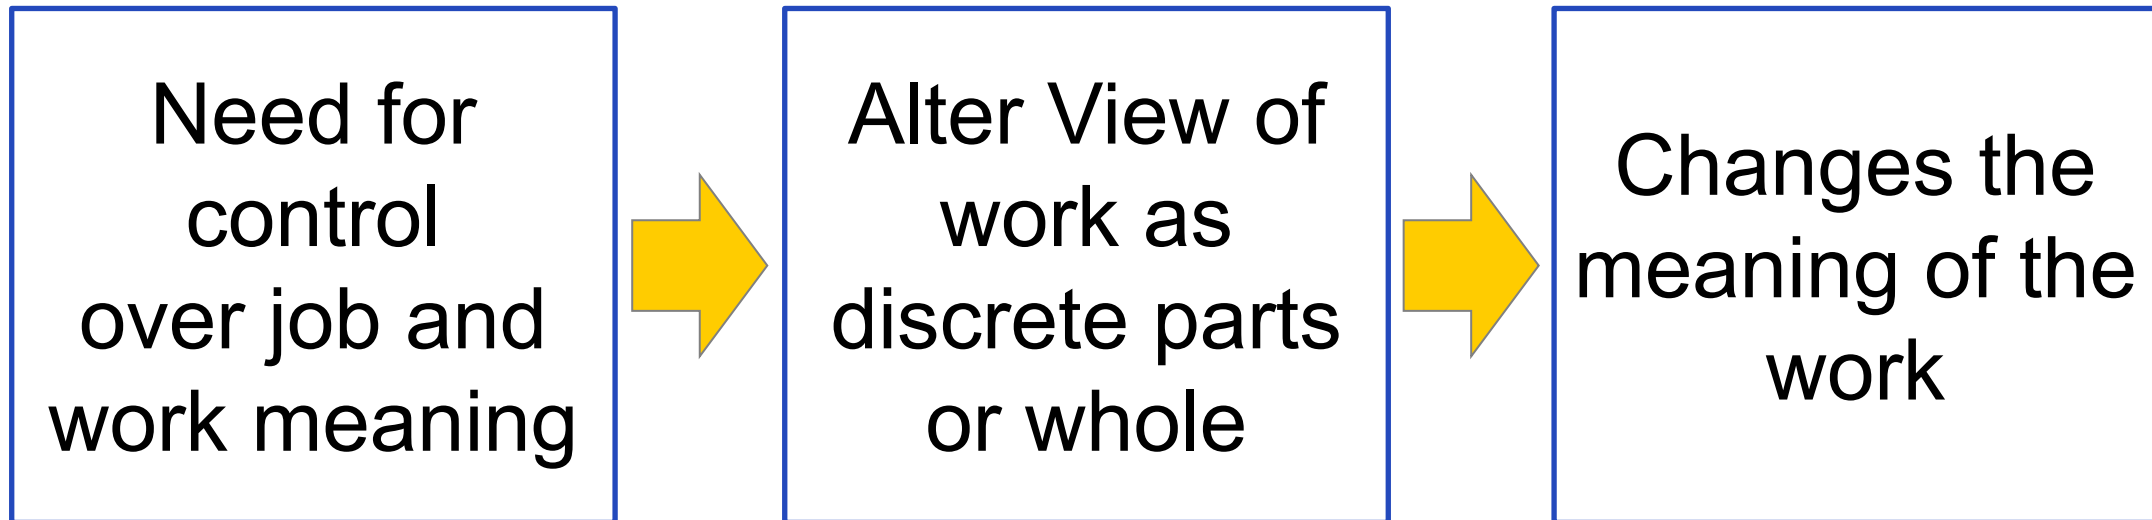 Need for
control
over job and
work meaning
Alter View of
work as
discrete parts
or whole
Changes the
meaning of the
work